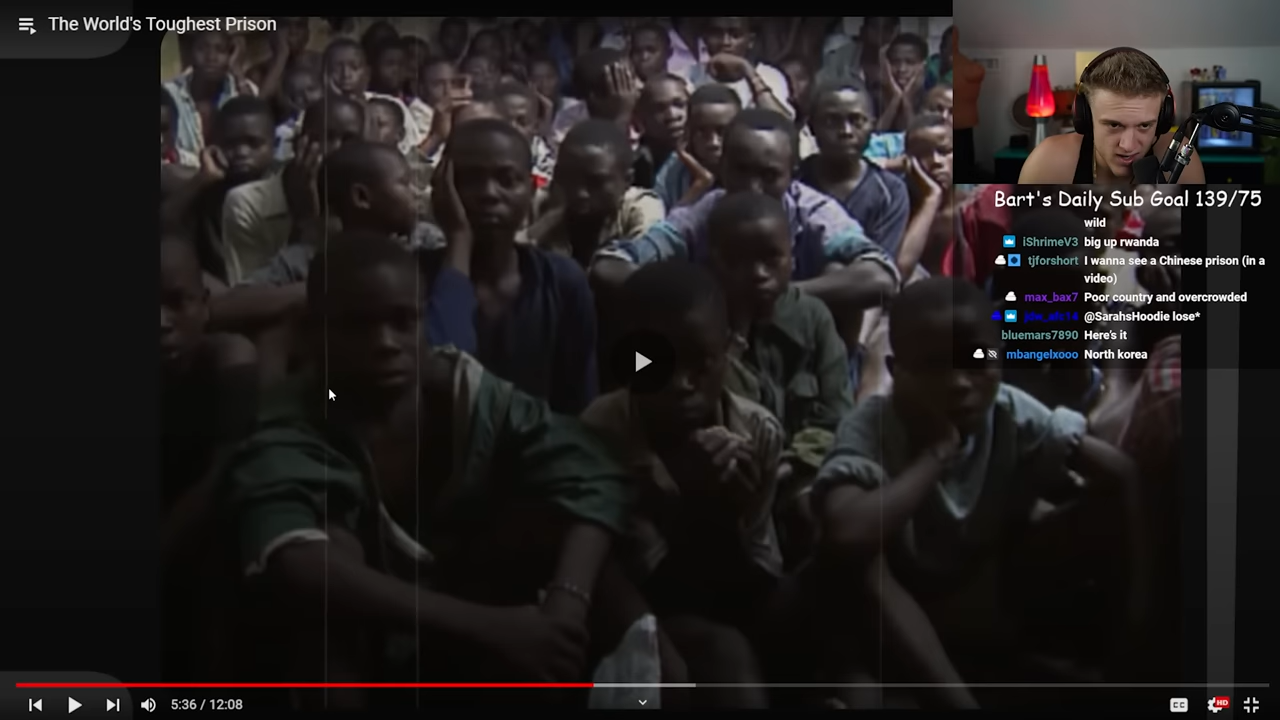 The World's Toughest Prison
Bart's Daily Sub Goal 139/75
wild
iShrimeV3 big up rwanda
tjforshort I wanna see a Chinese prison (in a
video)
max_bax7 Poor country and overcrowded
@SarahsHoodie lose*
bluemars7890 Here's it
mbangelxooo North korea
5:36 / 12:08
CC
HD